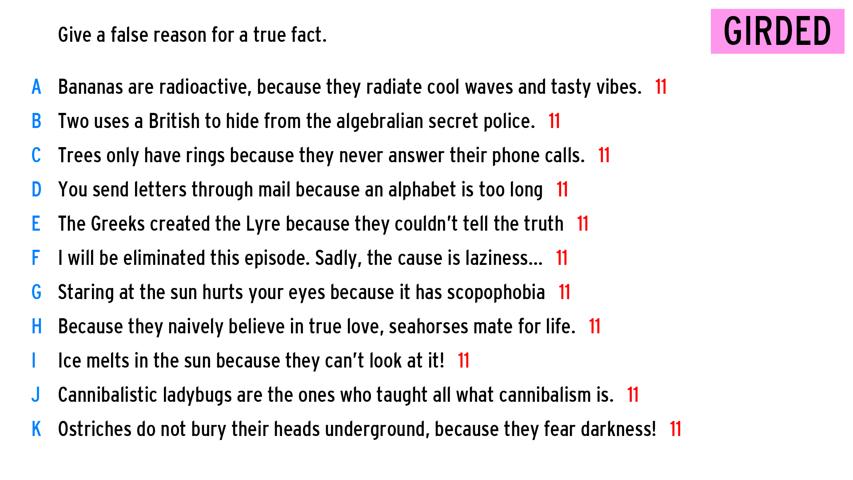 Give a false reason for a true fact.
GIRDED
A Bananas are radioactive, because they radiate cool waves and tasty vibes. 11
B Two uses a British to hide from the algebralian secret police. 11
C Trees only have rings because they never answer their phone calls. 11
D You send letters through mail because an alphabet is too long 11
E The Greeks created the Lyre because they couldn't tell the truth 11
F I will be eliminated this episode. Sadly, the cause is laziness... 11
G Staring at the sun hurts your eyes because it has scopophobia 11
H Because they naively believe in true love, seahorses mate for life. 11
I Ice melts in the sun because they can't look at it! 11
J Cannibalistic ladybugs are the ones who taught all what cannibalism is. 11
K Ostriches do not bury their heads underground, because they fear darkness! 11